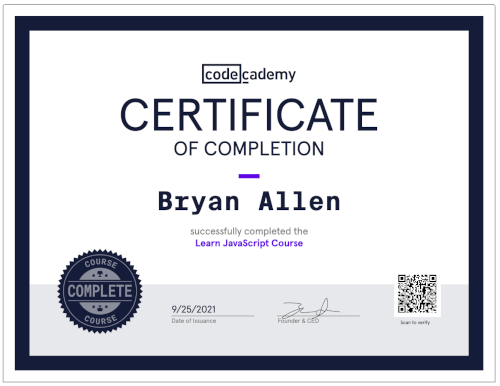 codecademy
CERTIFICATE
OF COMPLETION
Bryan Allen
successfully completed the
Learn JavaScript Course
COURSE
COMPLETE
COURSE
9/25/2021
Date of Issuance
Founder & CEO
Scan to verify